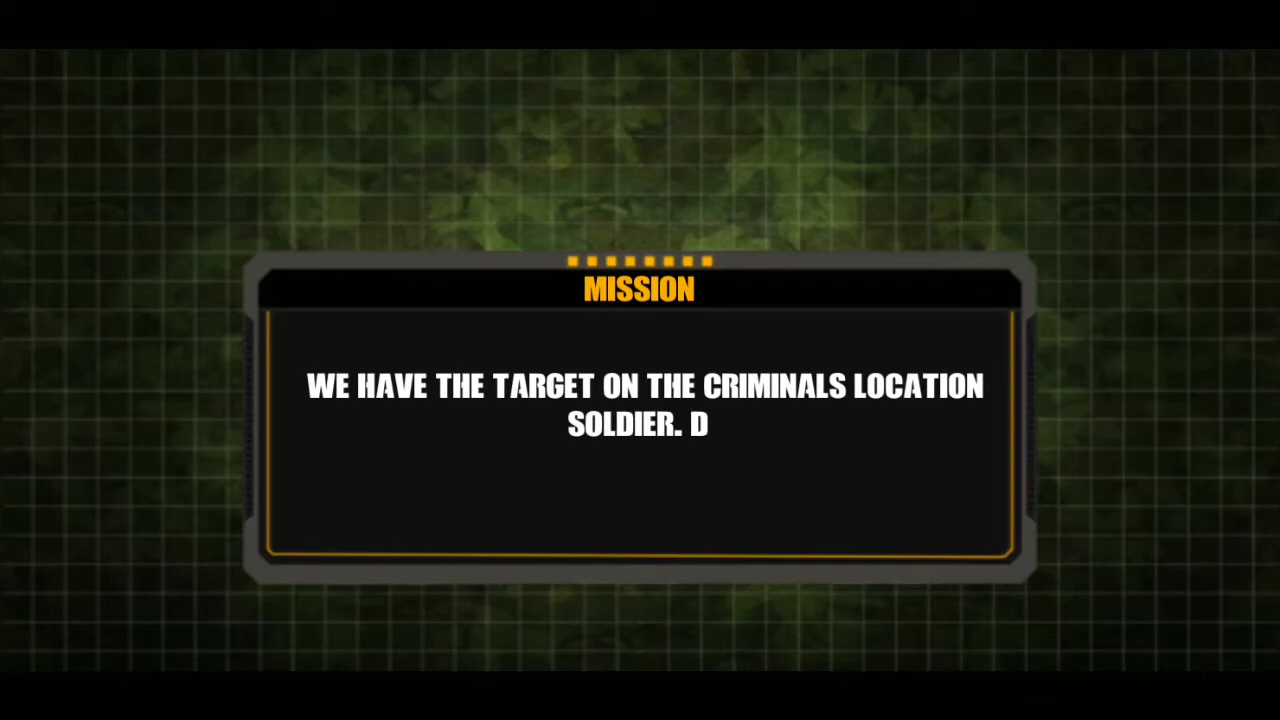 MISSION
WE HAVE THE TARGET ON THE CRIMINALS LOCATION
SOLDIER. D